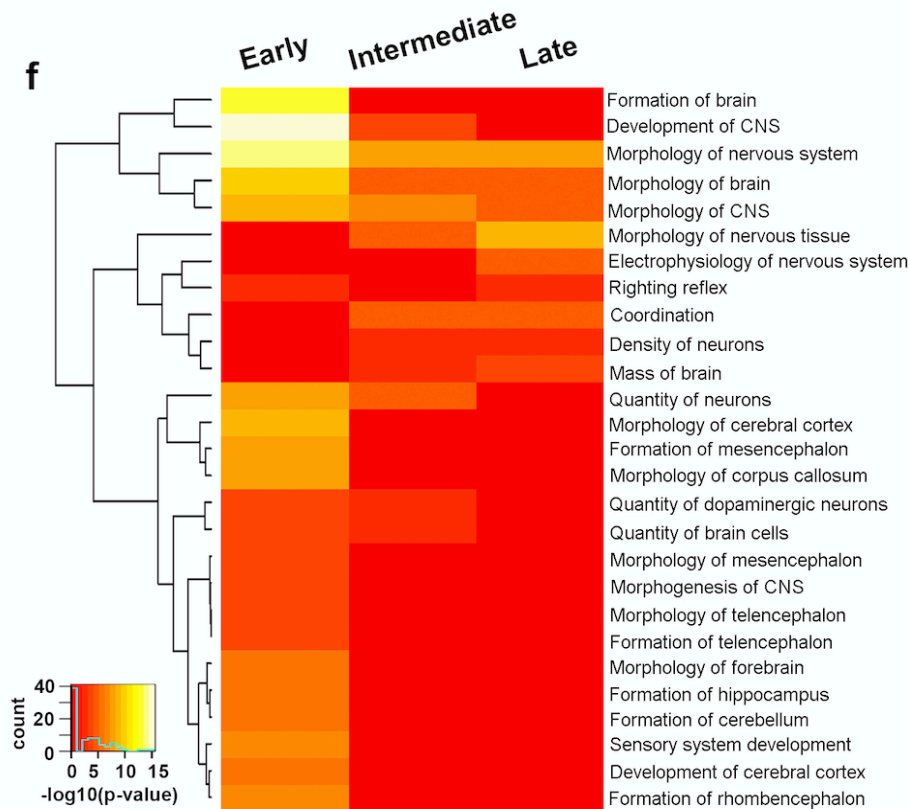 f
Early
Intermediate
Late
Formation of brain
Development of CNS
Morphology of nervous system
Morphology of brain
Morphology of CNS
Morphology of nervous tissue
Electrophysiology of nervous system
Righting reflex
Coordination
Density of neurons
Mass of brain
Quantity of neurons
Morphology of cerebral cortex
Formation of mesencephalon
Morphology of corpus callosum
Quantity of dopaminergic neurons
Quantity of brain cells
Morphology of mesencephalon
Morphogenesis of CNS
Morphology of telencephalon
Formation of telencephalon
Morphology of forebrain
Formation of hippocampus
Formation of cerebellum
Sensory system development
Development of cerebral cortex
Formation of rhombencephalon
count
40
20
0
0 5 10 15
-log10(p-value)